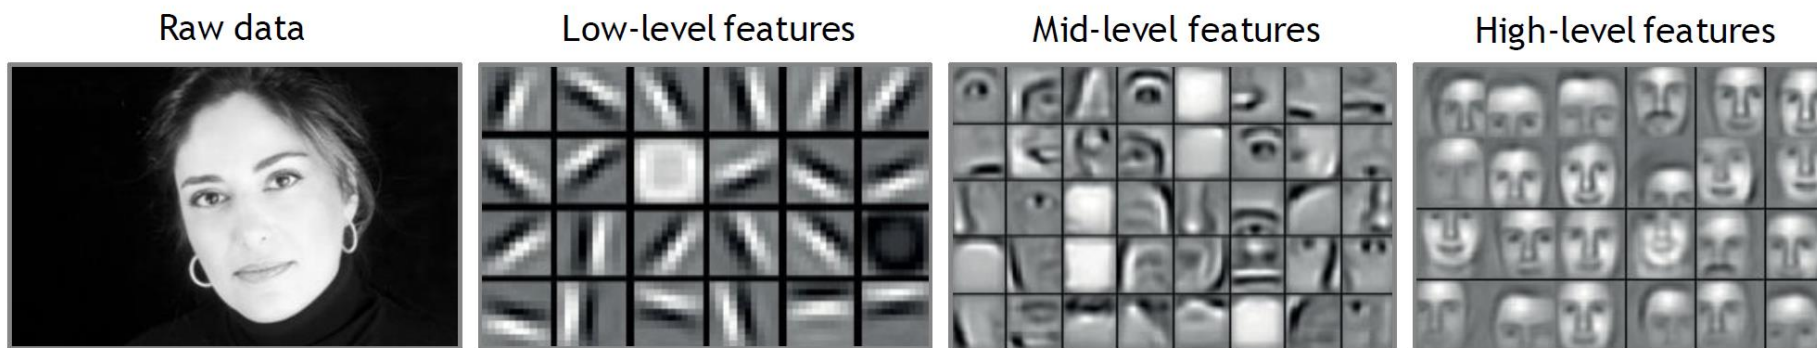 Raw data
Low-level features
Mid-level features
High-level features